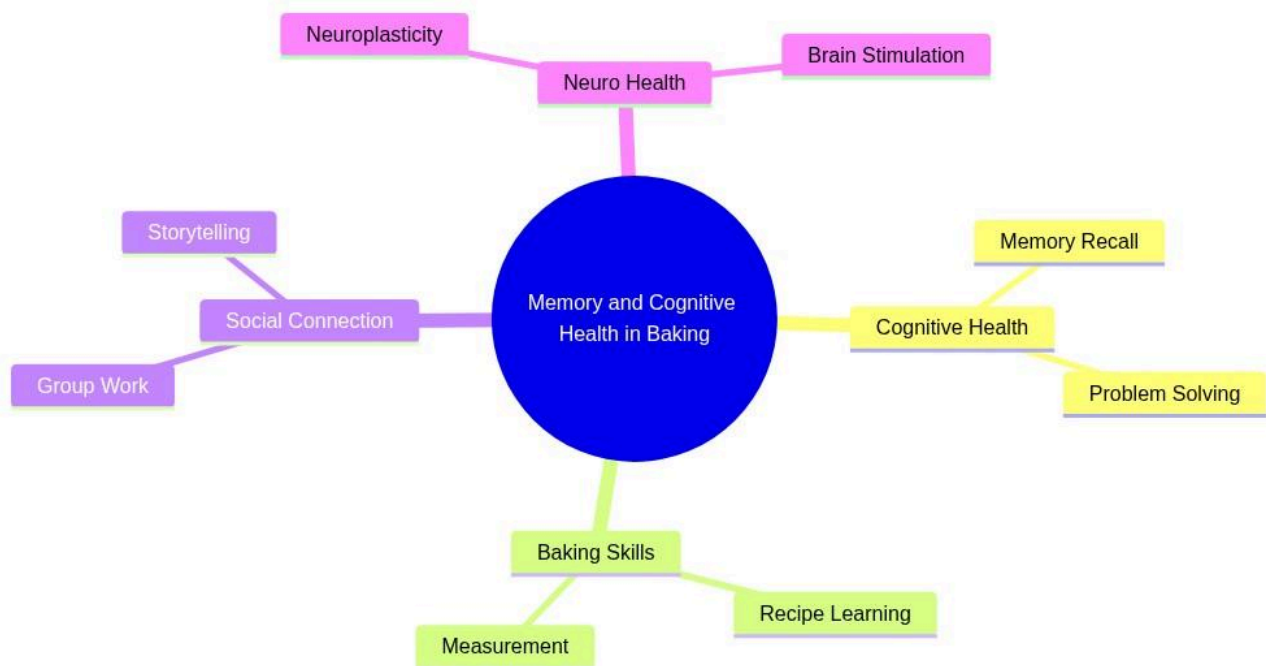 Neuroplasticity
Brain Stimulation
Neuro Health
Storytelling
Memory Recall
Memory and Cognitive
Health in Baking
Social Connection
Cognitive Health
Group Work
Problem Solving
Baking Skills
Recipe Learning
Measurement